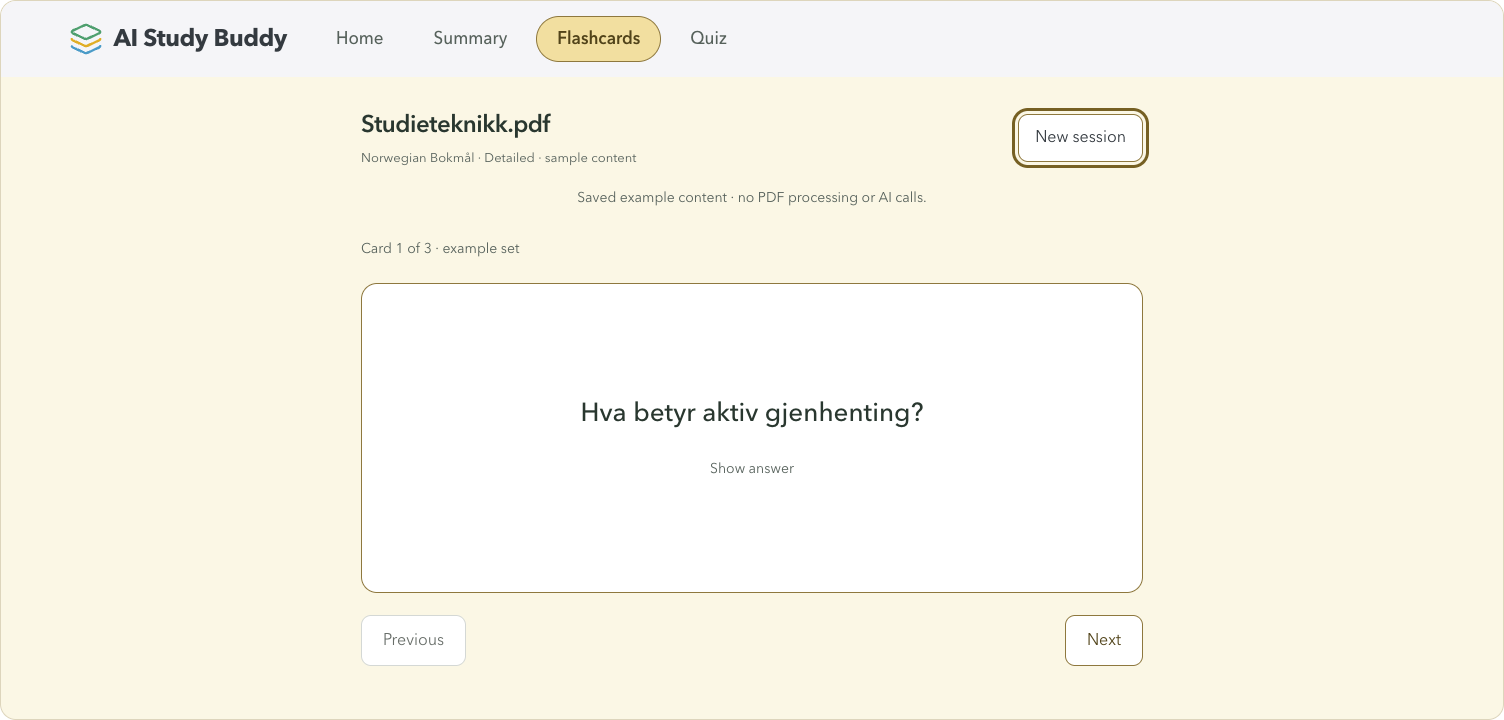 AI Study Buddy
Home
Summary
Flashcards
Quiz
Studieteknikk.pdf
New session
Norwegian Bokmål · Detailed · sample content
Saved example content · no PDF processing or AI calls.
Card 1 of 3 · example set
Hva betyr aktiv gjenhenting?
Show answer
Previous
Next